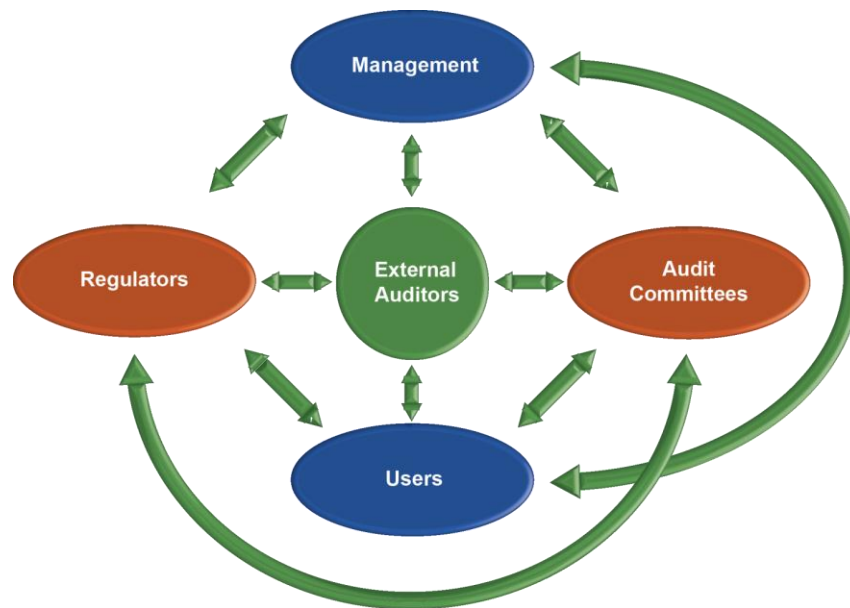 Management
Regulators
External
Auditors
Audit
Committees
Users